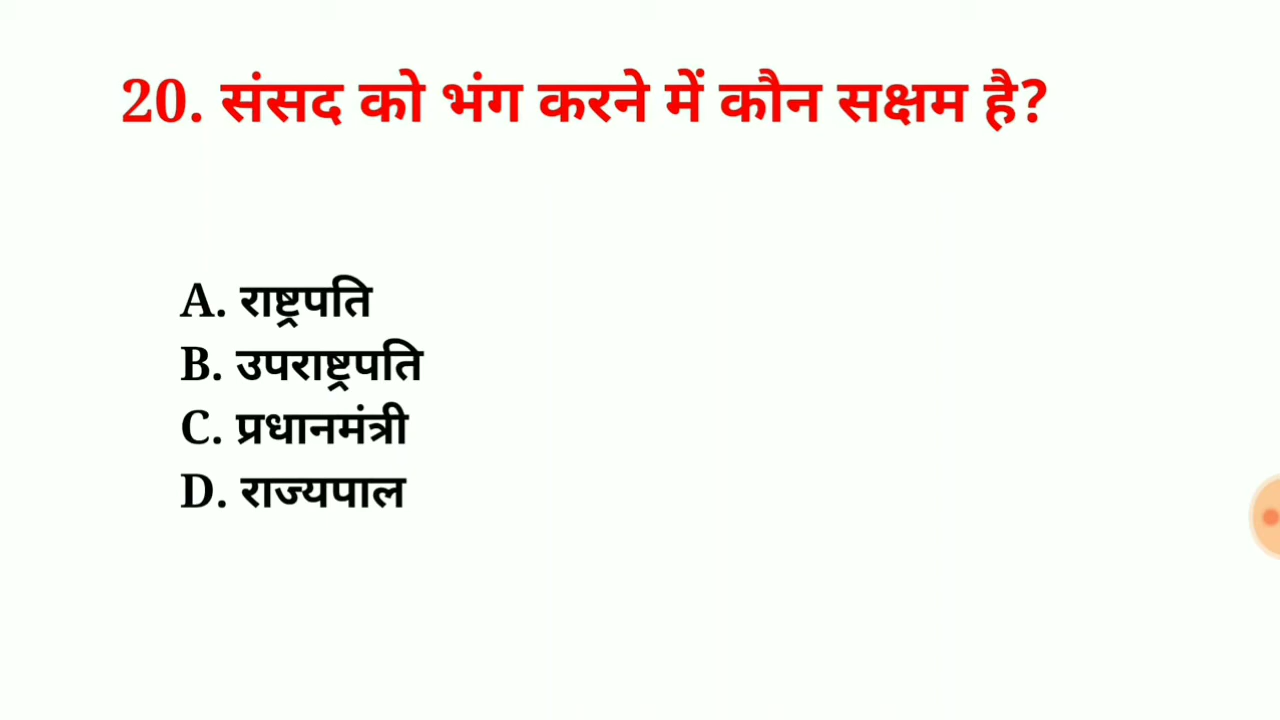 20. संसद को भंग करने में कौन सक्षम है?
A. राष्ट्रपति
B. उपराष्ट्रपति
C. प्रधानमंत्री
D. राज्यपाल